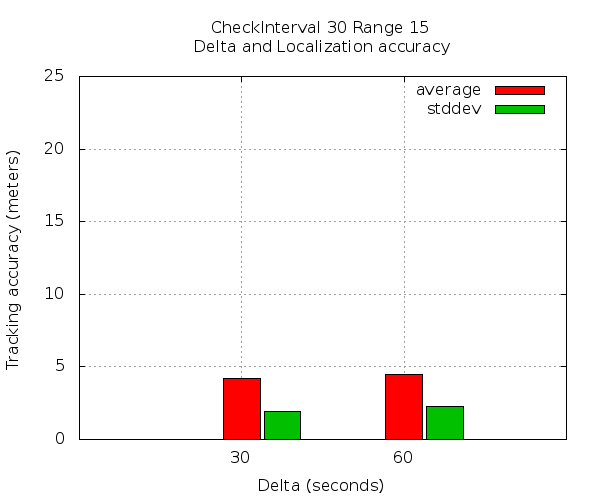 CheckInterval 30 Range 15
Delta and Localization accuracy
25
average
stddev
20
15
10
5
0
Tracking accuracy (meters)
30 60
Delta (seconds)